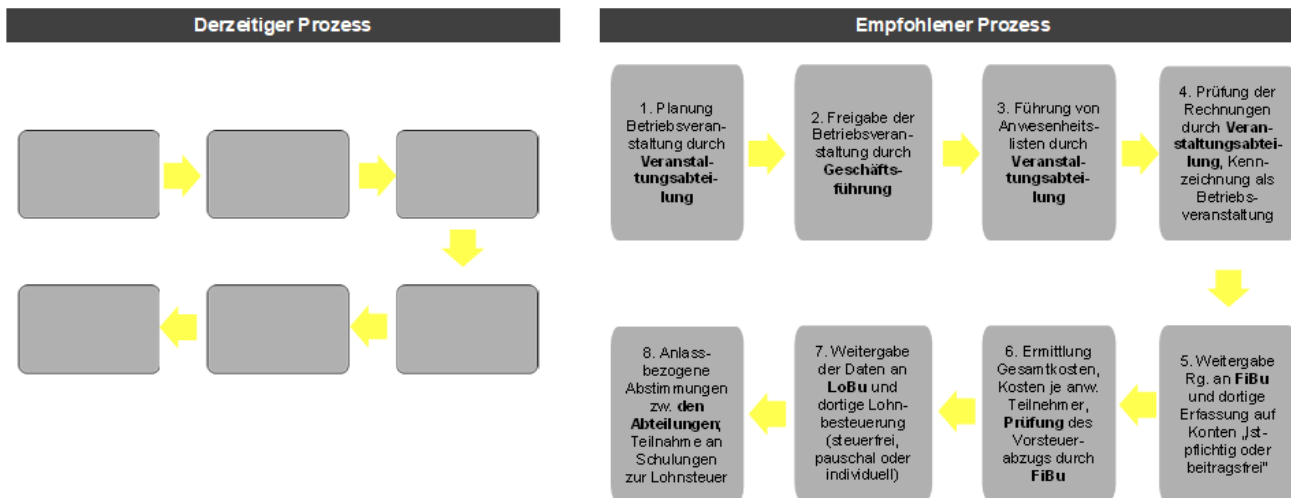 Derzeitiger Prozess
Empfohlener Prozess
1. Planung
Betriebsveran-
staltung durch
Veranstal-
tungsabtei-
lung
2. Freigabe der
Betriebsveran-
staltung durch
Geschäfts-
führung
3. Führung von
Anwesenheits-
listen durch
Veranstal-
tungsabtei-
lung
4. Prüfung der
Rechnungen
durch Veran-
staltungsabtei-
lung, Kenn-
zeichnung als
Betriebs-
veranstaltung
5. Weitergabe
Rg. an FiBu
und dortige
Erfassung auf
Konten „lst-
pflichtig oder
beitragsfrei"
6. Ermittlung
Gesamtkosten,
Kosten je anw.
Teilnehmer,
Prüfung des
Vorsteuer-
abzugs durch
FiBu
7. Weitergabe
der Daten an
LoBu und
dortige Lohn-
besteuerung
(steuerfrei,
pauschal oder
individuell)
8. Anlass-
bezogene
Abstimmungen
zw. den
Abteilungen;
Teilnahme an
Schulungen
zur Lohnsteuer